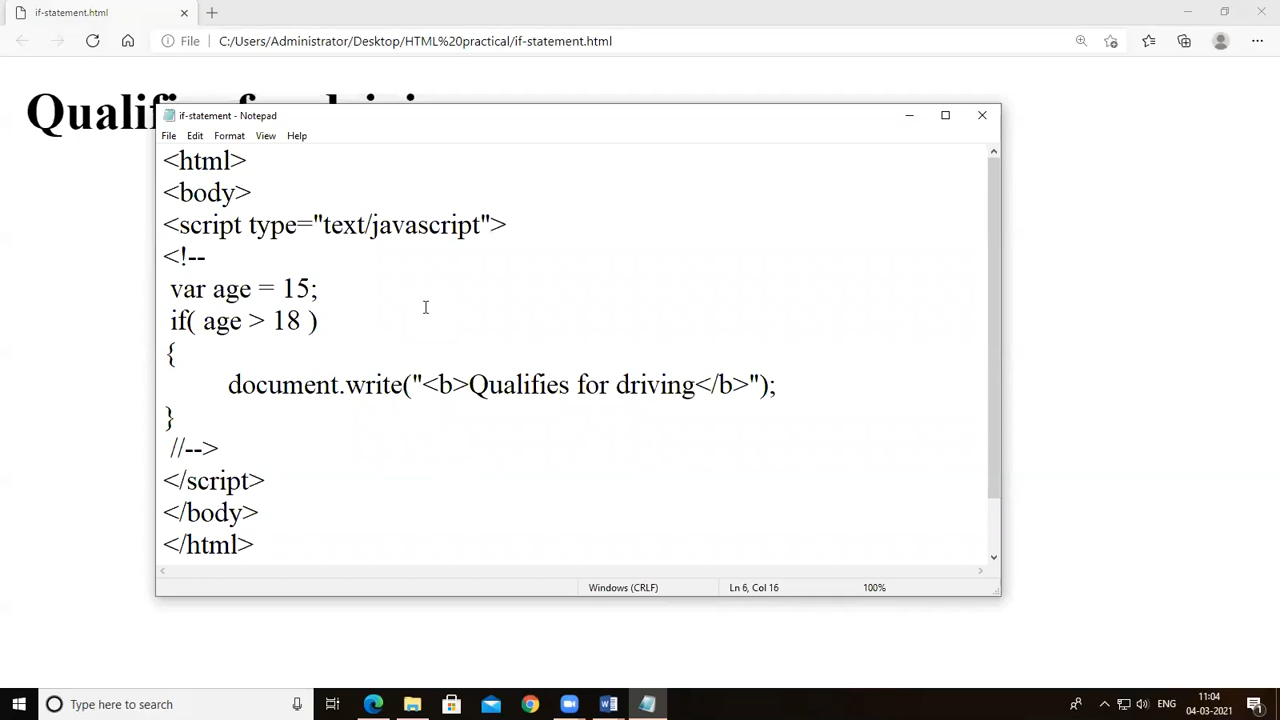 if-statement.html
File C:/Users/Administrator/Desktop/HTML%20practical/if-statement.html
if-statement - Notepad
File Edit Format View Help
<html>
<body>
<script type="text/javascript">
<!--
var age = 15;
if( age > 18 )
{
document.write("<b>Qualifies for driving</b>");
}
//-->
</script>
</body>
</html>
Windows (CRLF) Ln 6, Col 16 100%
Type here to search
ENG
11:04
04-03-2021
1